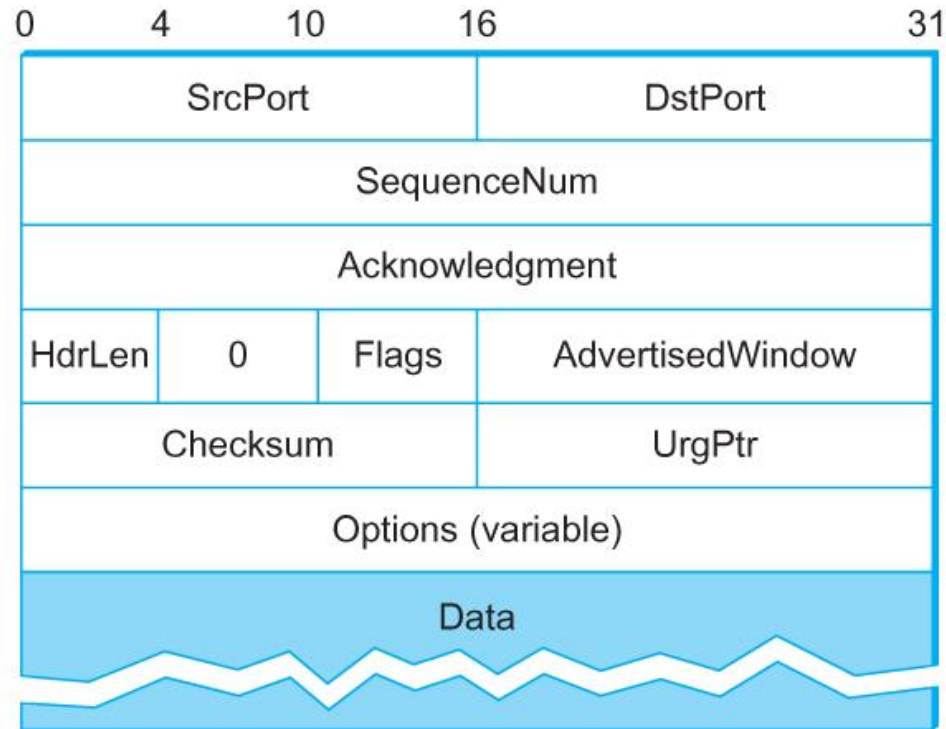 0 4 10 16 31
SrcPort DstPort
SequenceNum
Acknowledgment
HdrLen 0 Flags AdvertisedWindow
Checksum UrgPtr
Options (variable)
Data